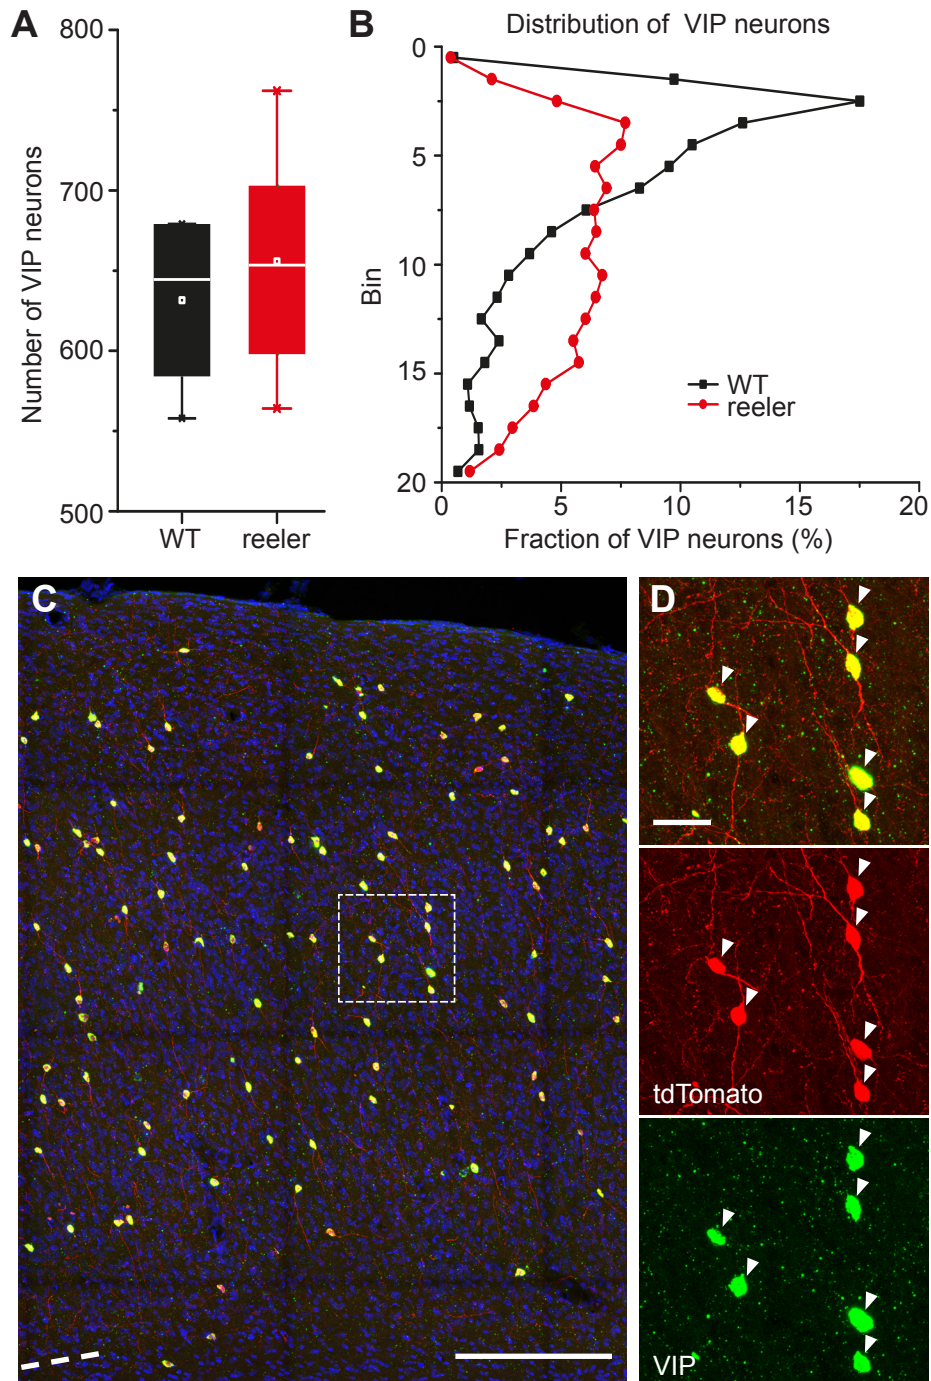 A
800
700
600
500
Number of VIP neurons
WT
reeler
B
Distribution of VIP neurons
0
5
10
15
20
Bin
WT
reeler
0
5
10
15
20
Fraction of VIP neurons (%)
C
D
tdTomato
VIP